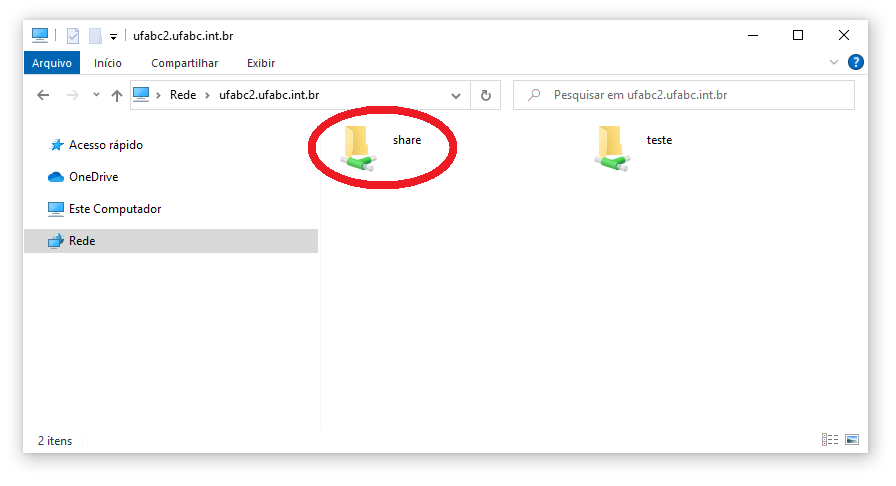 ufabc2.ufabc.int.br
Arquivo Início Compartilhar Exibir ?
Rede ufabc2.ufabc.int.br Pesquisar em ufabc2.ufabc.int.br
share teste
Acesso rápido
OneDrive
Este Computador
Rede
2 itens